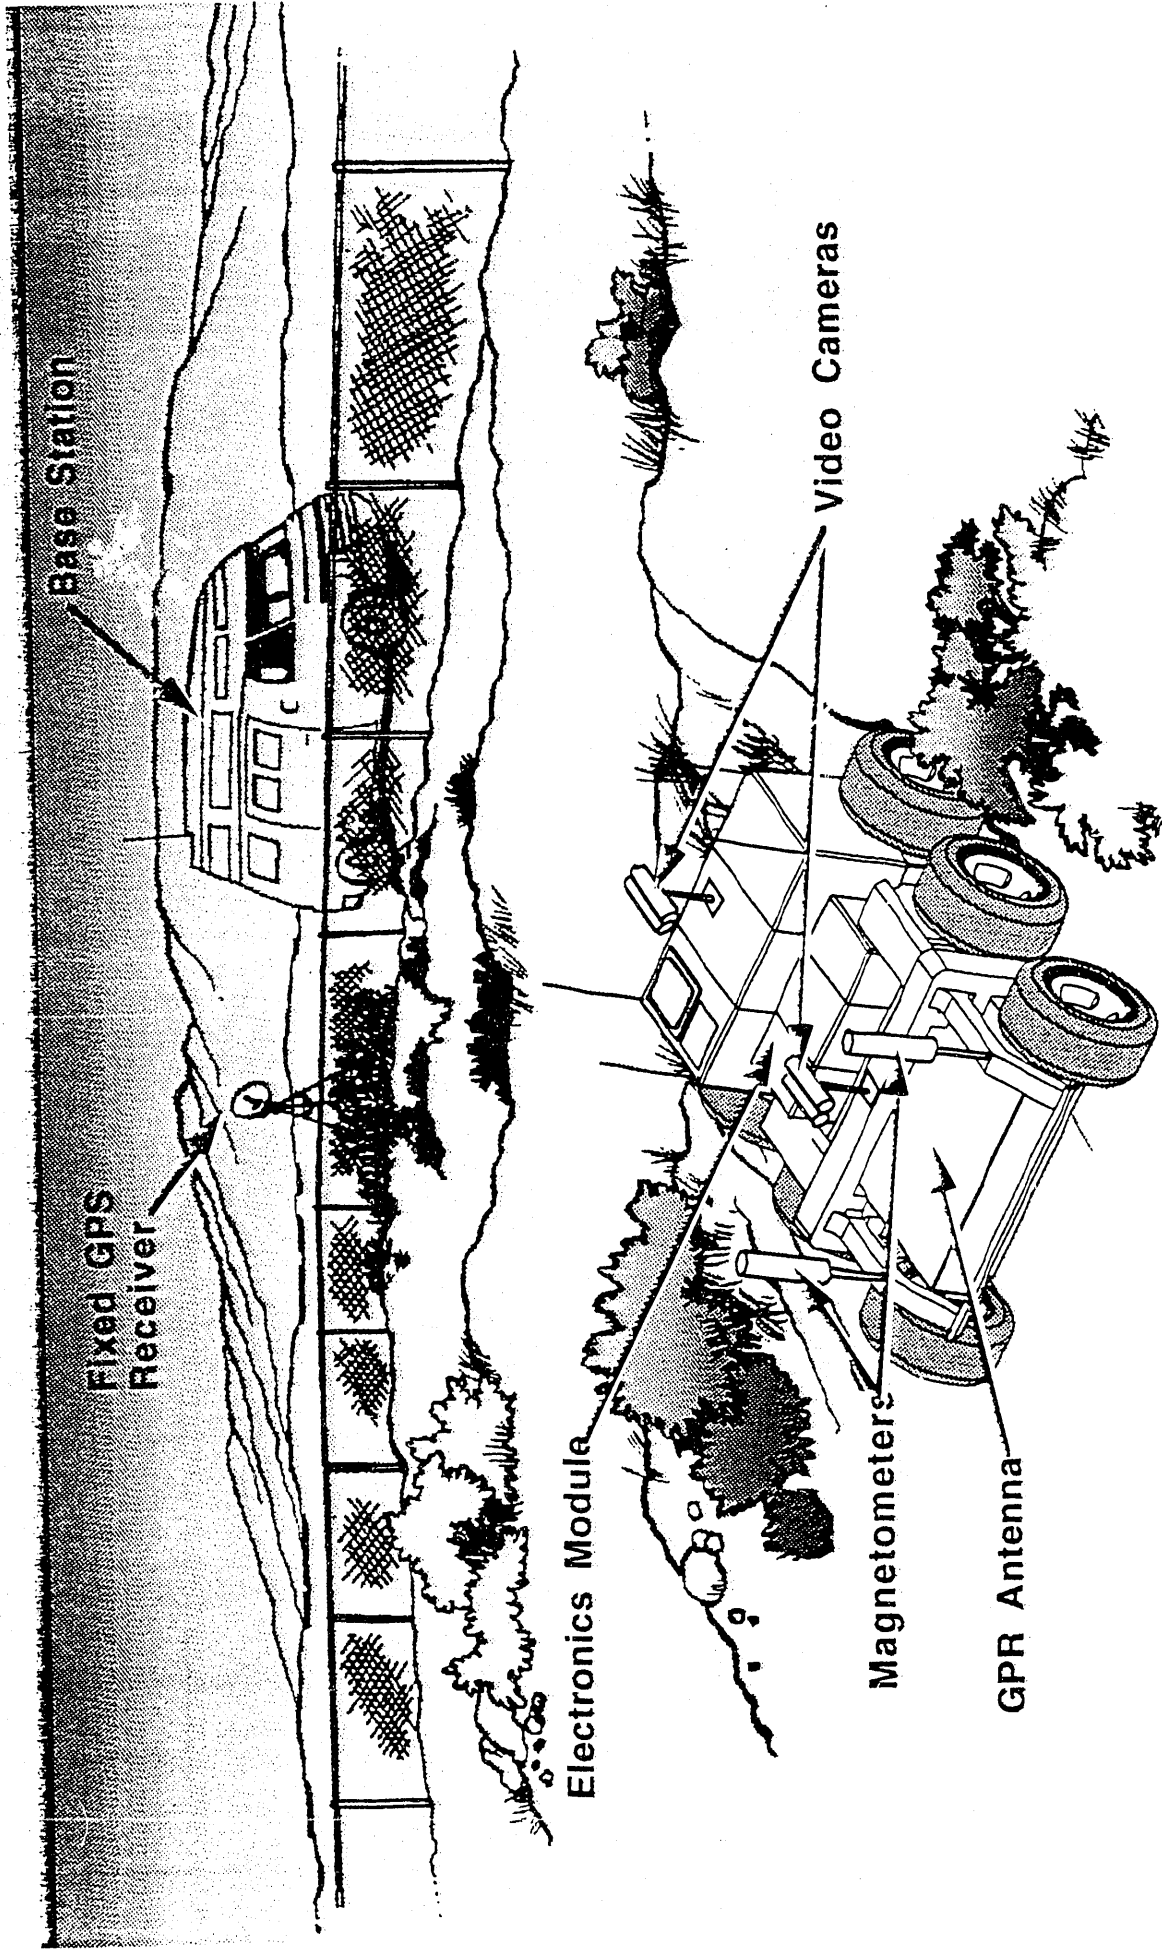 Base Station
Fixed GPS
Receiver
Video Cameras
Electronics Module
Magnetometers
GPR Antenna